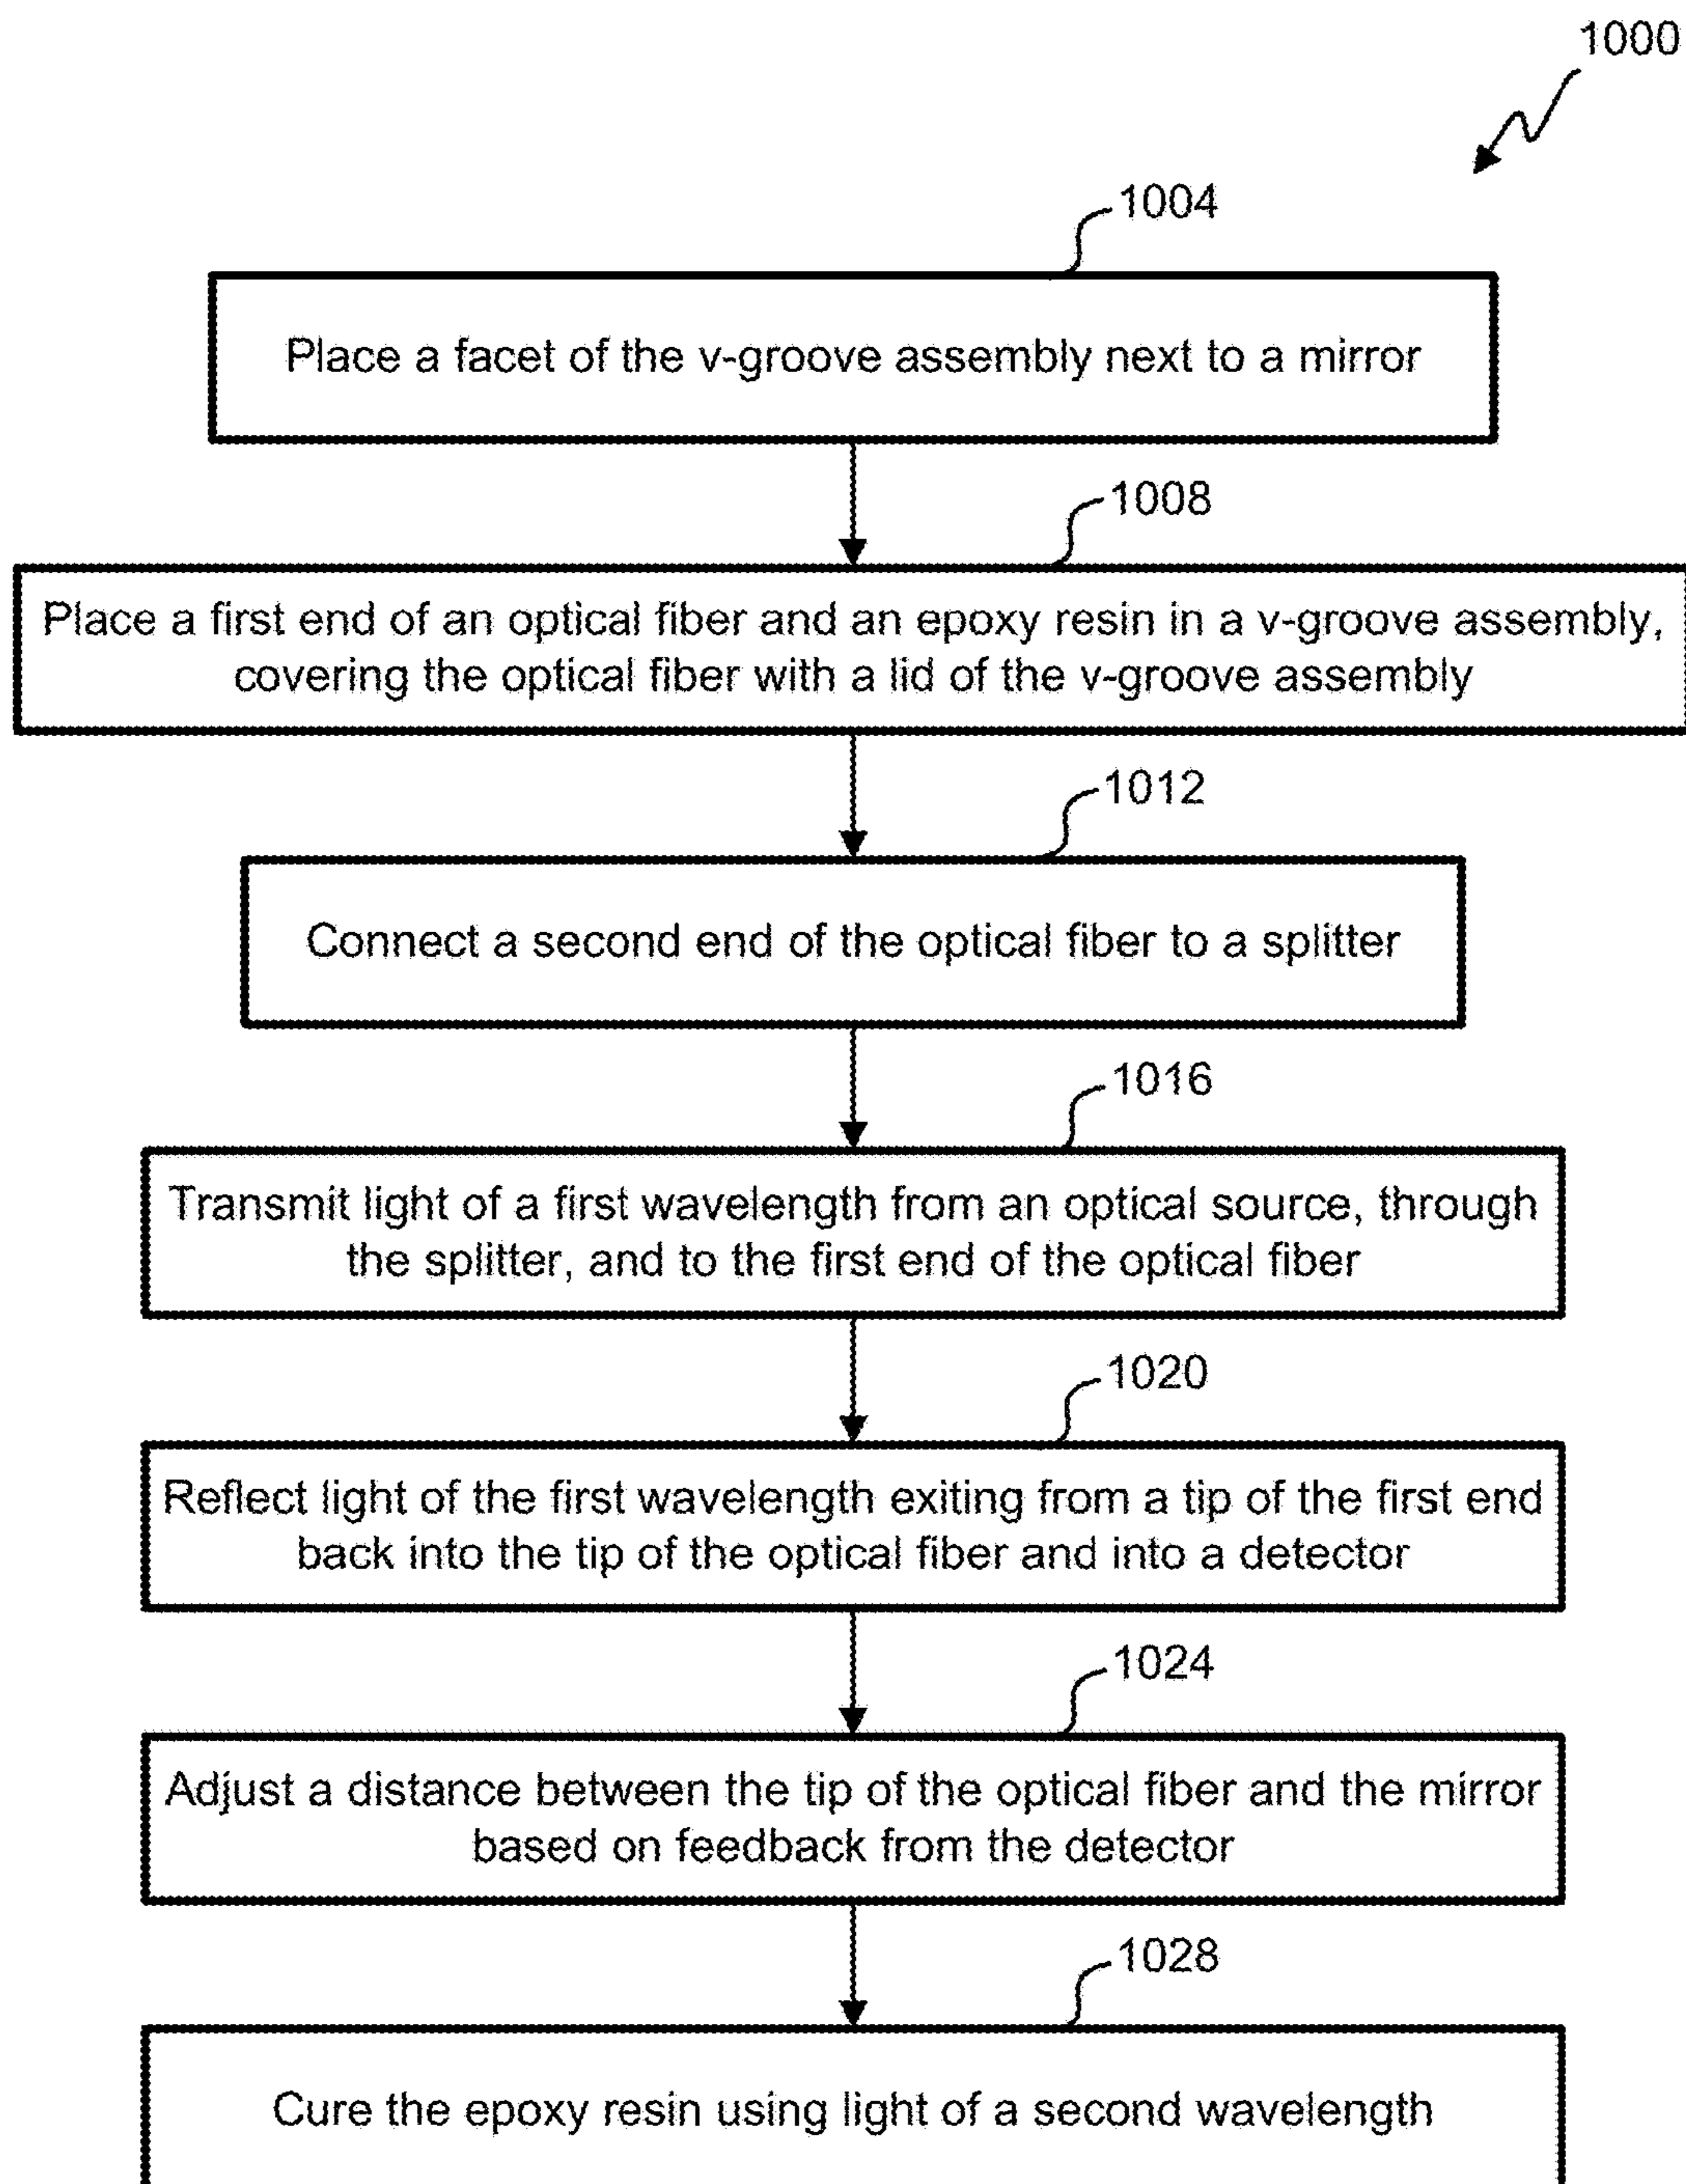 1000
1004
Place a facet of the v-groove assembly next to a mirror
1008
Place a first end of an optical fiber and an epoxy resin in a v-groove assembly,
covering the optical fiber with a lid of the v-groove assembly
1012
Connect a second end of the optical fiber to a splitter
1016
Transmit light of a first wavelength from an optical source, through
the splitter, and to the first end of the optical fiber
1020
Reflect light of the first wavelength exiting from a tip of the first end
back into the tip of the optical fiber and into a detector
1024
Adjust a distance between the tip of the optical fiber and the mirror
based on feedback from the detector
1028
Cure the epoxy resin using light of a second wavelength